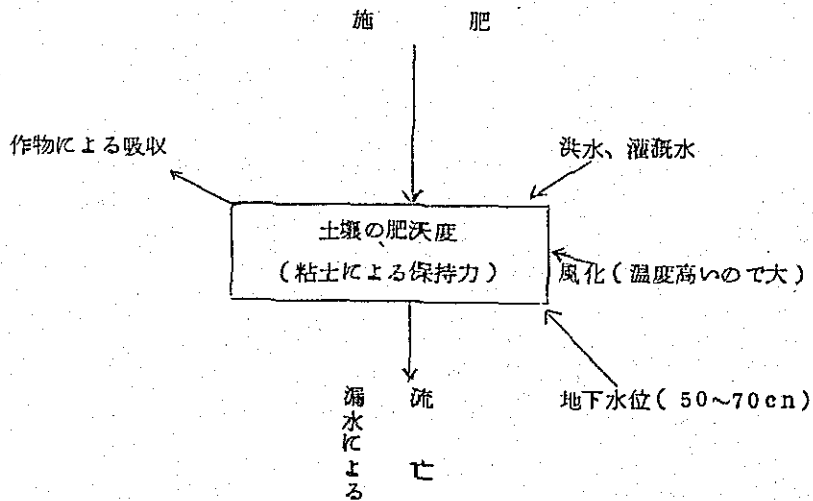 施　肥
作物による吸収
洪水、灌漑水
土壌の肥沃度
(粘土による保持力)
風化(温度高いので大)
地下水位(50~70cn)
漏水による
流亡